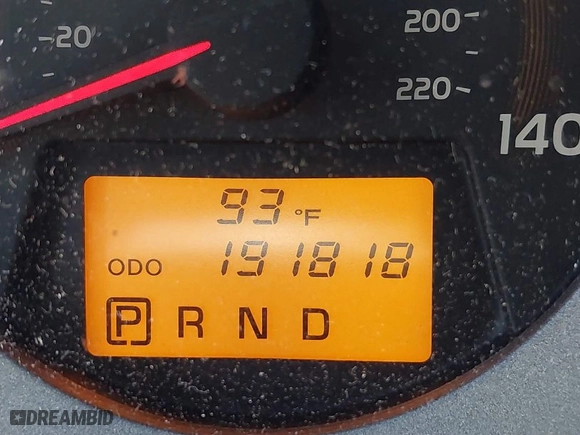 20
200
220
140
93 °F
ODO 191818
P R N D
DREAMBID